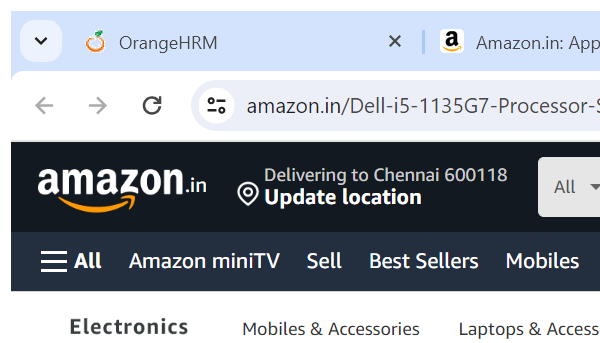 OrangeHRM Amazon.in: App
amazon.in/Dell-i5-1135G7-Processor-S
amazon.in Delivering to Chennai 600118 Update location All
All Amazon miniTV Sell Best Sellers Mobiles
Electronics Mobiles & Accessories Laptops & Access